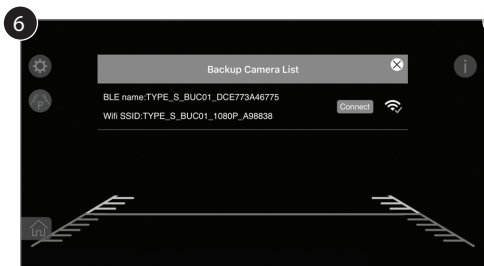 6
Backup Camera List
BLE name:TYPE_S_BUC01_DCE773A46775
Wifi SSID:TYPE_S_BUC01_1080P_A98838
Connect
P
i